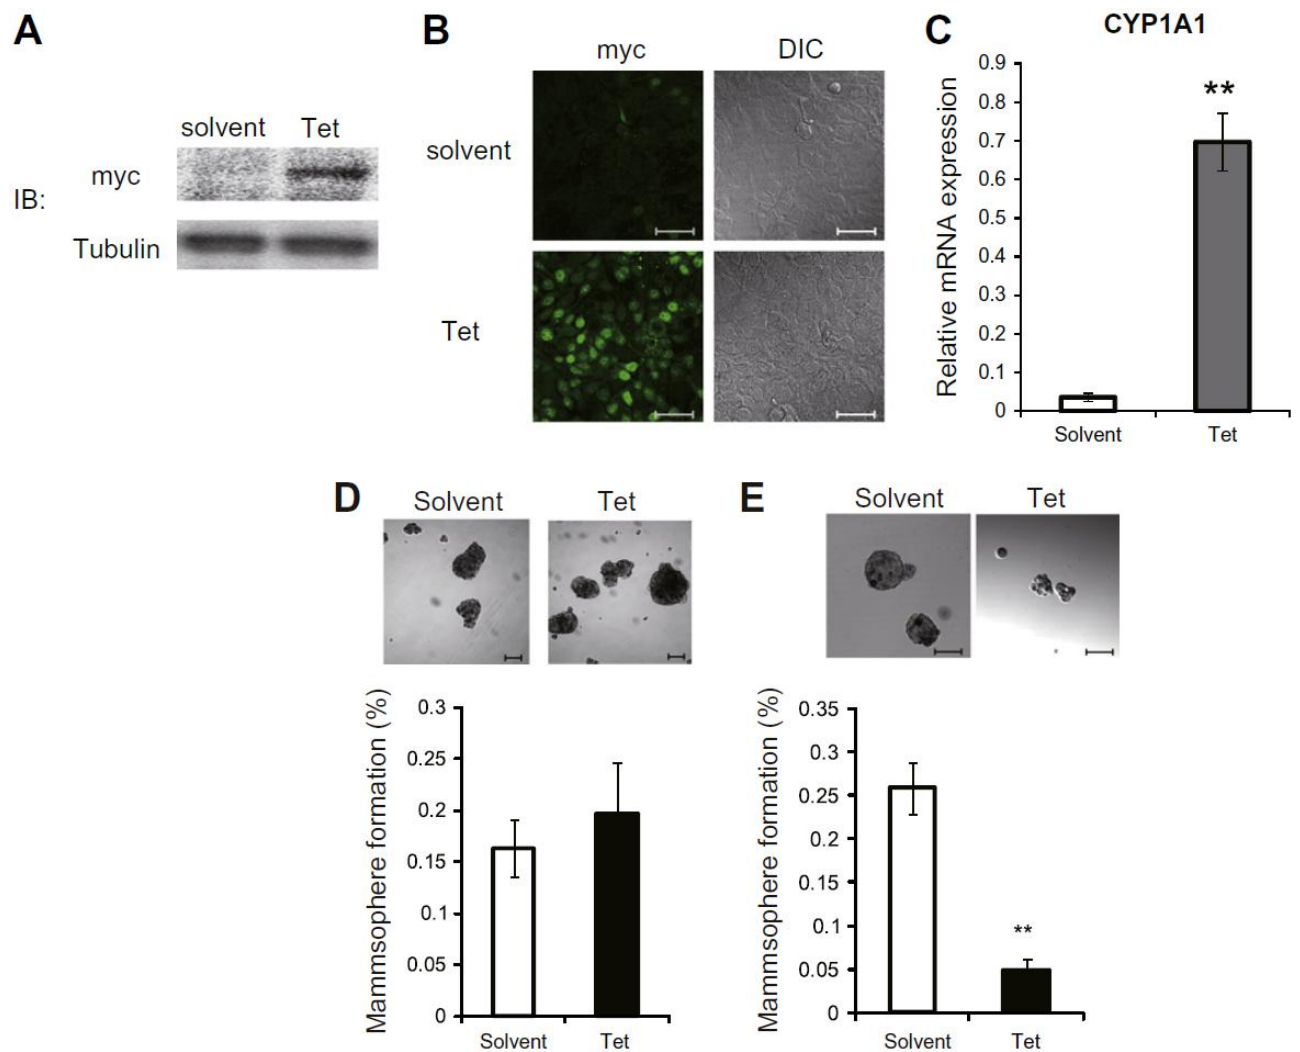 A
solvent Tet
IB:
myc
Tubulin
B
myc DIC
solvent
Tet
C
CYP1A1
Relative mRNA expression
0.9
0.8
0.7
0.6
0.5
0.4
0.3
0.2
0.1
0
**
Solvent Tet
D
Solvent Tet
Mammsophere formation (%)
0.3
0.25
0.2
0.15
0.1
0.05
0
Solvent Tet
E
Solvent Tet
Mammsophere formation (%)
0.35
0.3
0.25
0.2
0.15
0.1
0.05
0
**
Solvent Tet